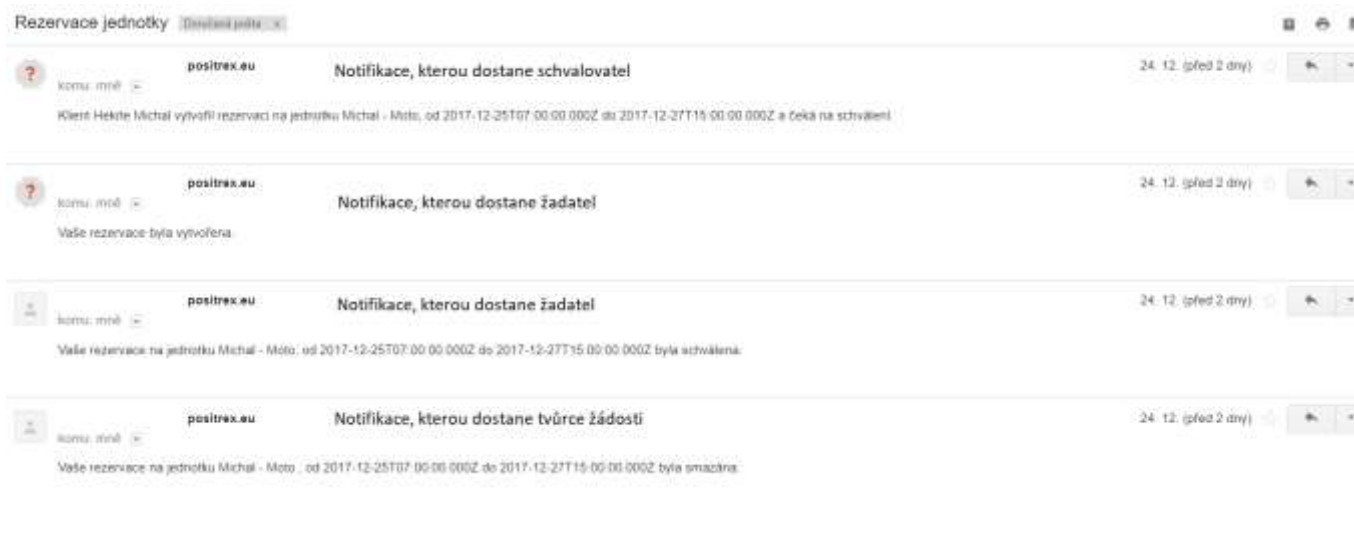 Rezervace jednotky Doručená pošta x
?
positrex.eu Notifikace, kterou dostane schvalovatel 24. 12. (před 2 dny)
komu: mně
Klient Hekite Michal vytvořil rezervaci na jednotku Michal - Moto, od 2017-12-25T07:00:00.000Z do 2017-12-27T15:00:00.000Z a čeká na schválení.
?
positrex.eu 24. 12. (před 2 dny)
komu: mně Notifikace, kterou dostane žadatel
Vaše rezervace byla vytvořena.
positrex.eu Notifikace, kterou dostane žadatel 24. 12. (před 2 dny)
komu: mně
Vaše rezervace na jednotku Michal - Moto, od 2017-12-25T07:00:00.000Z do 2017-12-27T15:00:00.000Z byla schválena.
positrex.eu Notifikace, kterou dostane tvůrce žádosti 24. 12. (před 2 dny)
komu: mně
Vaše rezervace na jednotku Michal - Moto , od 2017-12-25T07:00:00.000Z do 2017-12-27T15:00:00.000Z byla smazána.